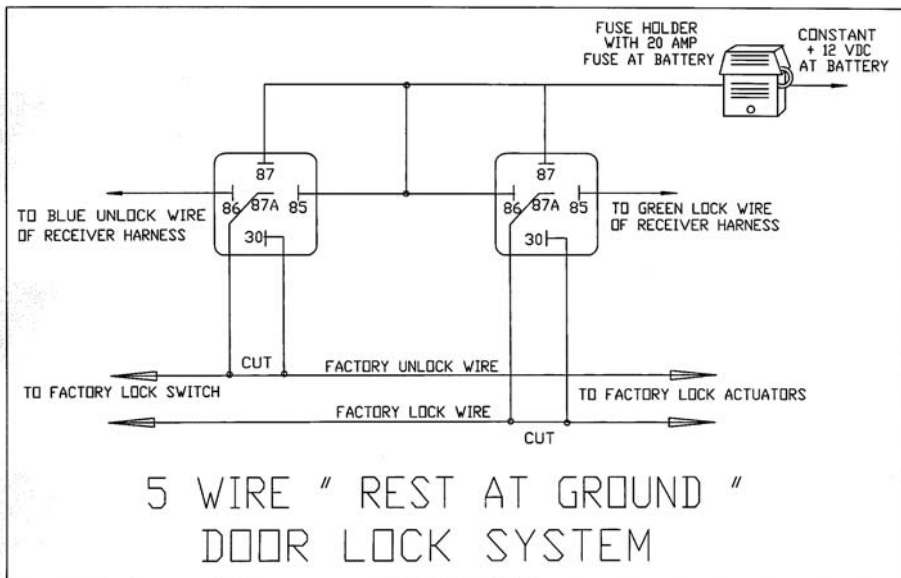 FUSE HOLDER
WITH 20 AMP
FUSE AT BATTERY
CONSTANT
+ 12 VDC
AT BATTERY
87
86
87A
85
30
87
86
87A
85
30
TO BLUE UNLOCK WIRE
OF RECEIVER HARNESS
TO GREEN LOCK WIRE
OF RECEIVER HARNESS
CUT
FACTORY UNLOCK WIRE
TO FACTORY LOCK SWITCH
TO FACTORY LOCK ACTUATORS
FACTORY LOCK WIRE
CUT
5 WIRE " REST AT GROUND "
DOOR LOCK SYSTEM